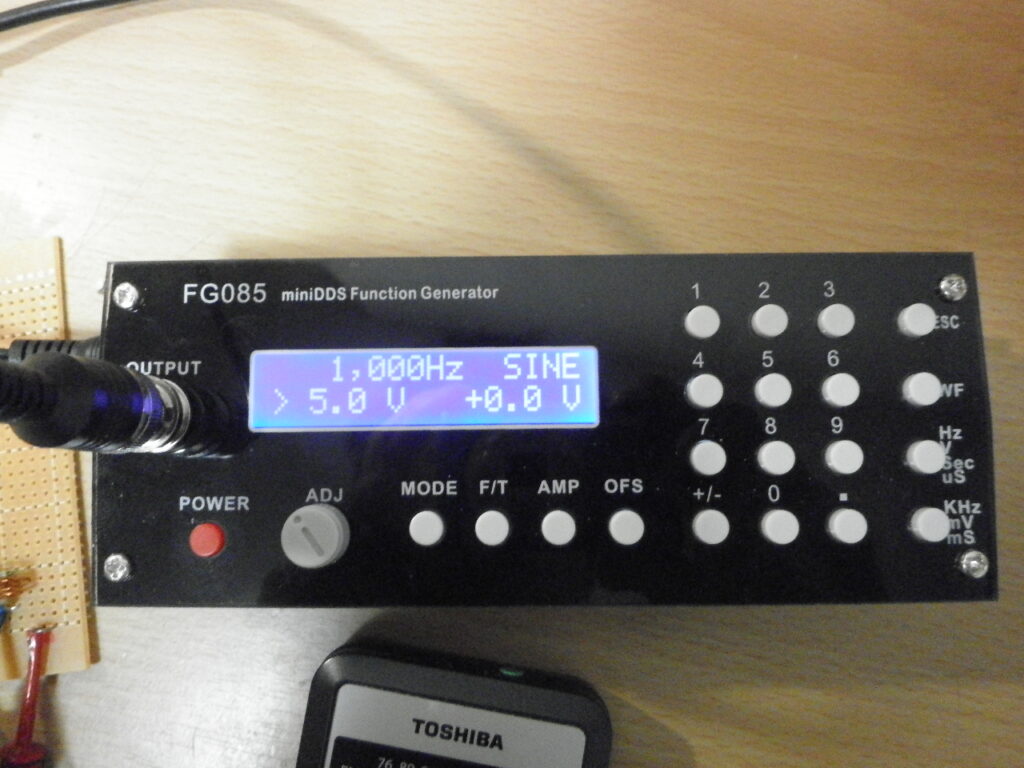 FG085 miniDDS Function Generator
OUTPUT
1,000Hz SINE
> 5.0 V +0.0 V
POWER
ADJ
MODE F/T AMP OFS
1 2 3
ESC
4 5 6
WF
7 8 9
Hz
V
Sec
uS
+/- 0 .
KHz
mV
mS
TOSHIBA